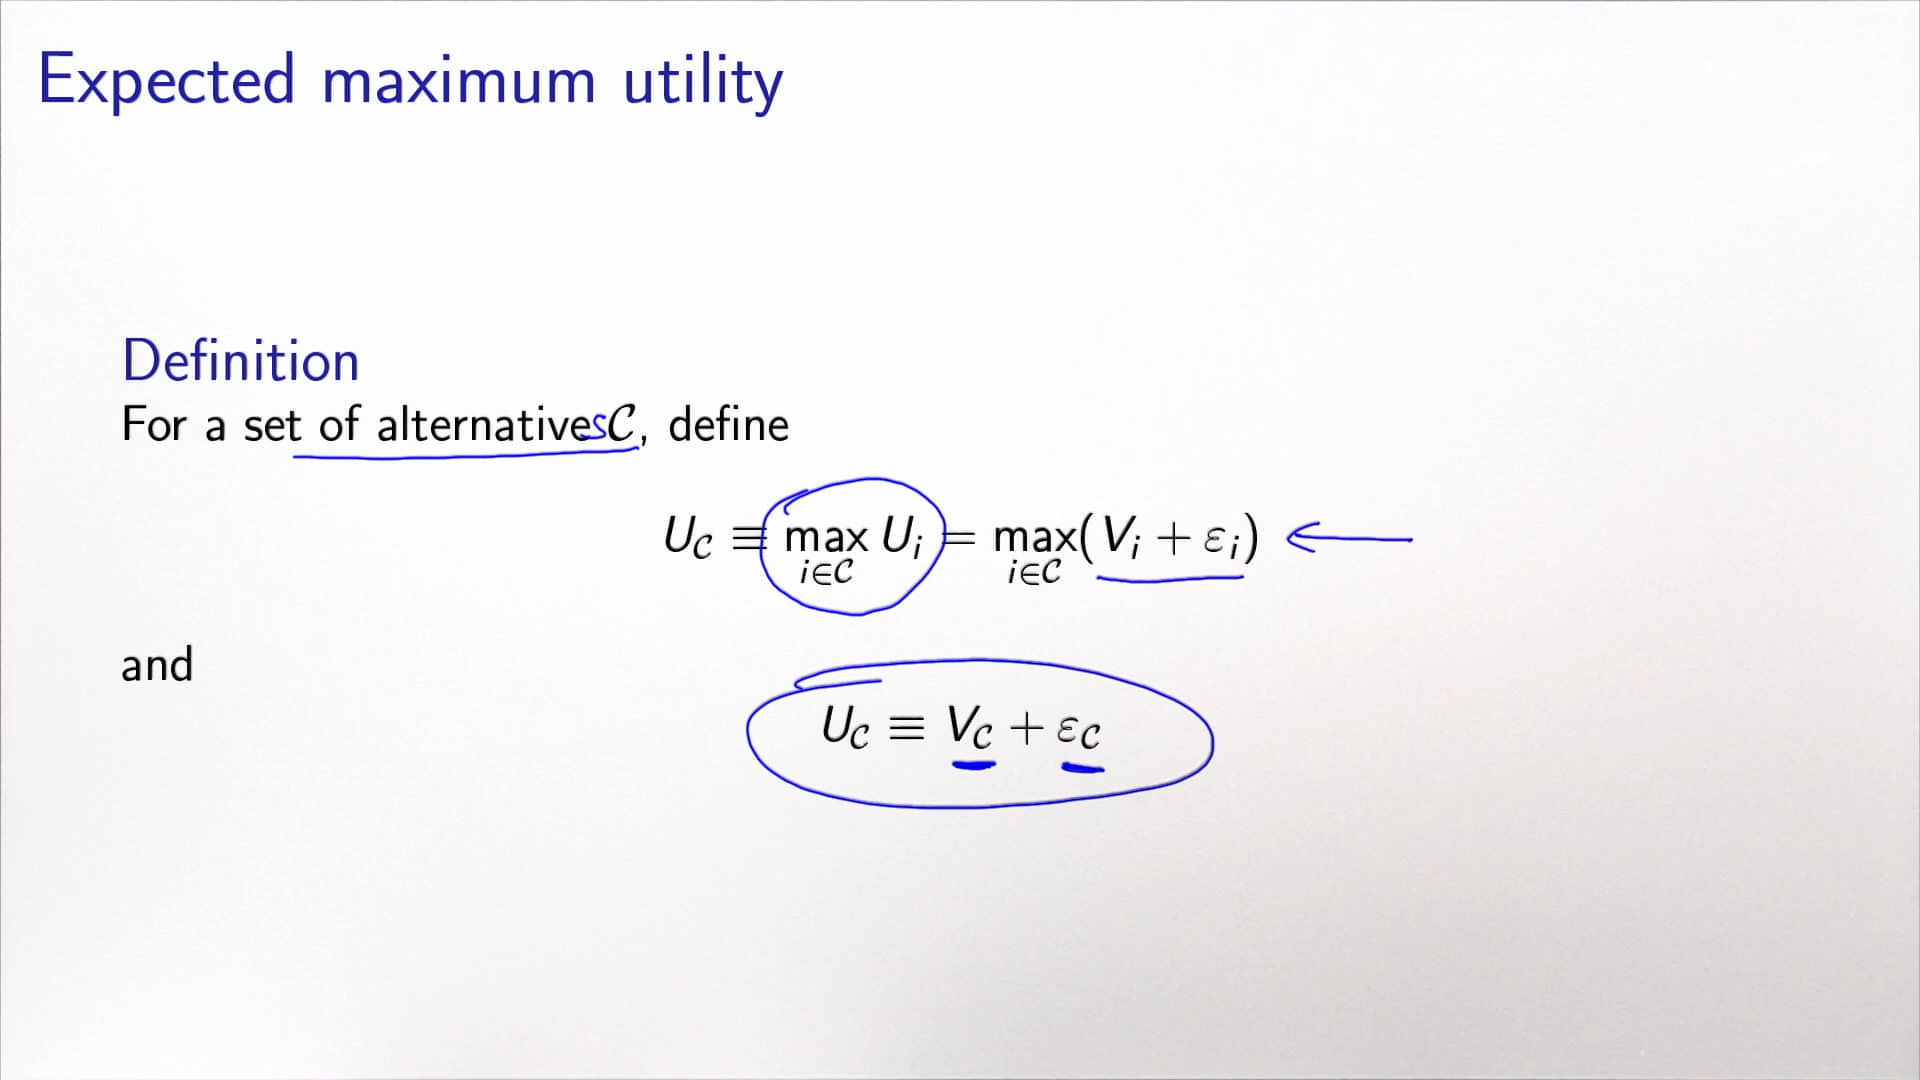 Expected maximum utility
Definition
For a set of alternatives C, define
U_C ≡ max_{i∈C} U_i = max_{i∈C}(V_i + ε_i) ←
and
U_C ≡ V_C + ε_C